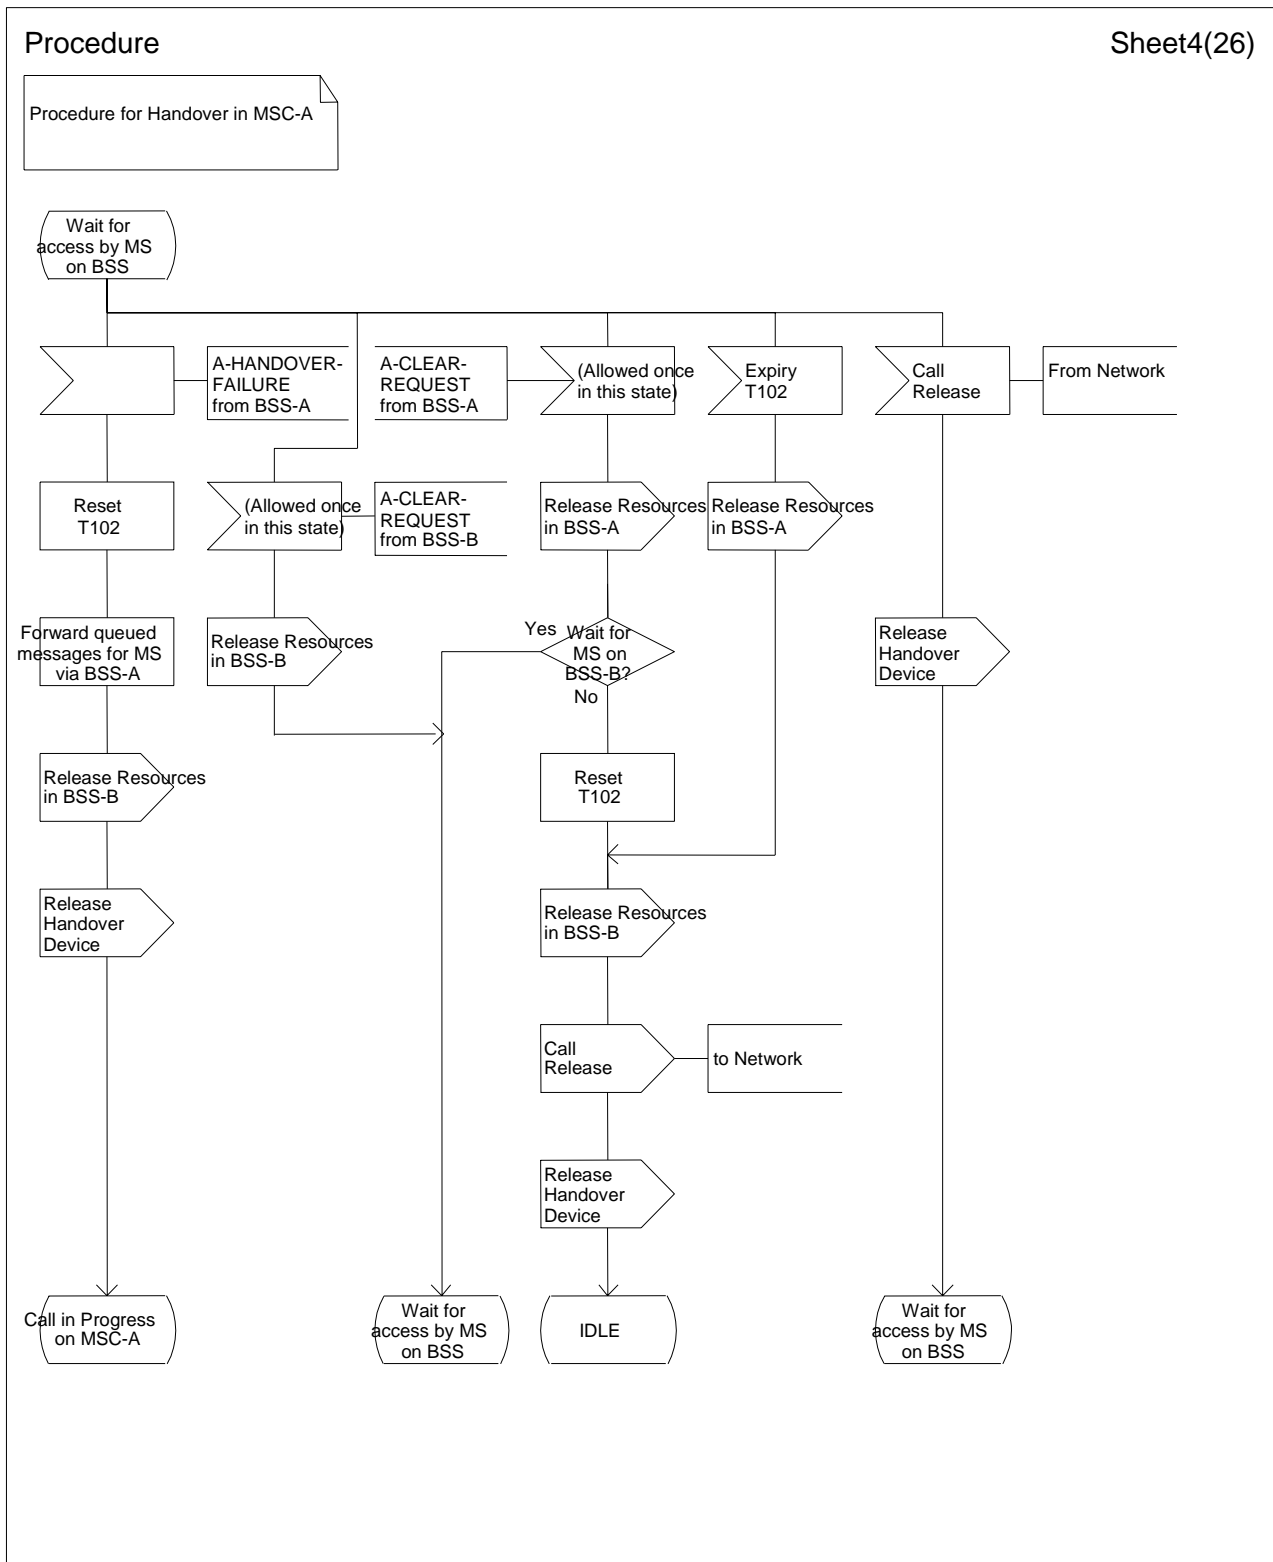 Procedure
Sheet4(26)
Procedure for Handover in MSC-A
Wait for
access by MS
on BSS
A-HANDOVER-
FAILURE
from BSS-A
A-CLEAR-
REQUEST
from BSS-A
(Allowed once
in this state)
Expiry
T102
Call
Release
From Network
Reset
T102
(Allowed once
in this state)
A-CLEAR-
REQUEST
from BSS-B
Release Resources
in BSS-A
Release Resources
in BSS-A
Forward queued
messages for MS
via BSS-A
Release Resources
in BSS-B
Yes
Wait for
MS on
BSS-B?
No
Release
Handover
Device
Release Resources
in BSS-B
Reset
T102
Release
Handover
Device
Release Resources
in BSS-B
Call
Release
to Network
Release
Handover
Device
Call in Progress
on MSC-A
Wait for
access by MS
on BSS
IDLE
Wait for
access by MS
on BSS